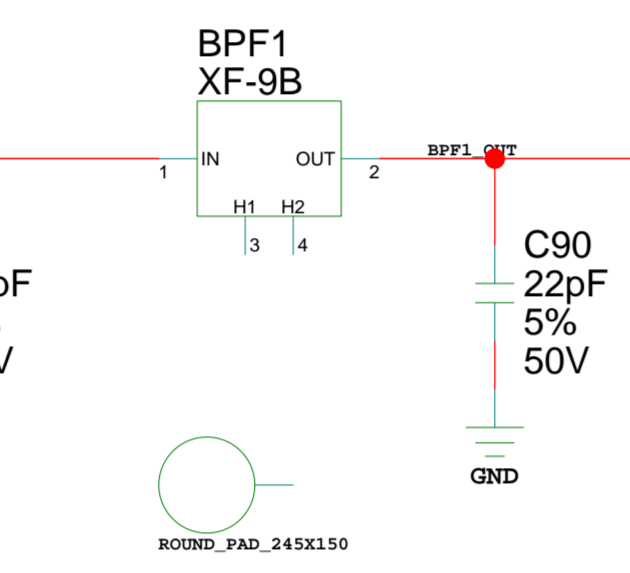 BPF1
XF-9B
IN
OUT
1
2
BPF1_OUT
H1
H2
3
4
C90
22pF
5%
50V
GND
ROUND_PAD_245X150